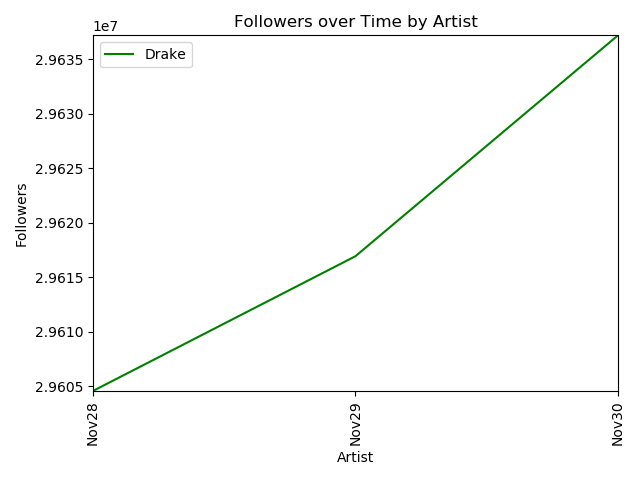 Followers over Time by Artist
1e7
Drake
2.9635
2.9630
2.9625
2.9620
2.9615
2.9610
2.9605
Followers
Nov28
Nov29
Nov30
Artist